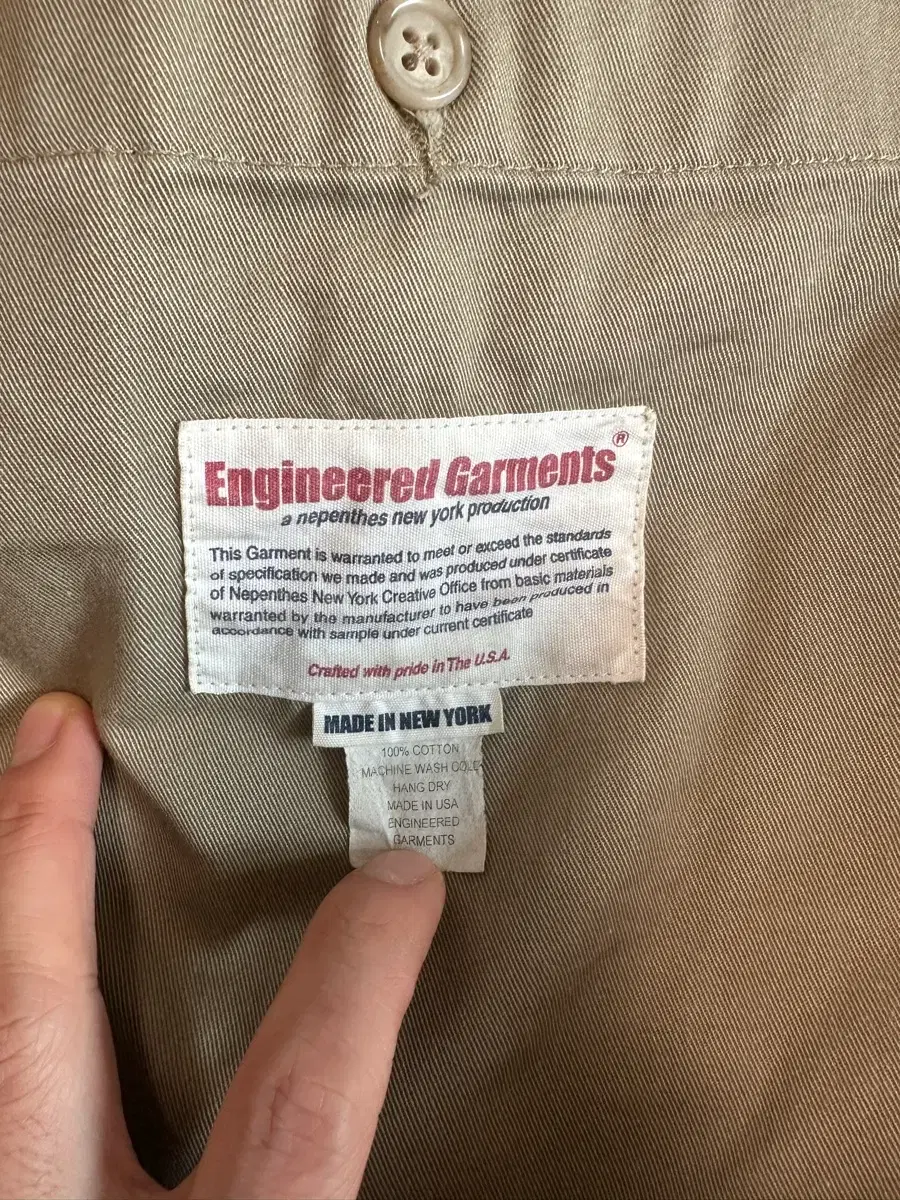 Engineered Garments®
a nepenthes new york production
This Garment is warranted to meet or exceed the standards
of specification we made and was produced under certificate
of Nepenthes New York Creative Office from basic materials
warranted by the manufacturer to have been produced in
accordance with sample under current certificate
Crafted with pride in The U.S.A.
MADE IN NEW YORK
100% COTTON
MACHINE WASH COLD
HANG DRY
MADE IN USA
ENGINEERED
GARMENTS